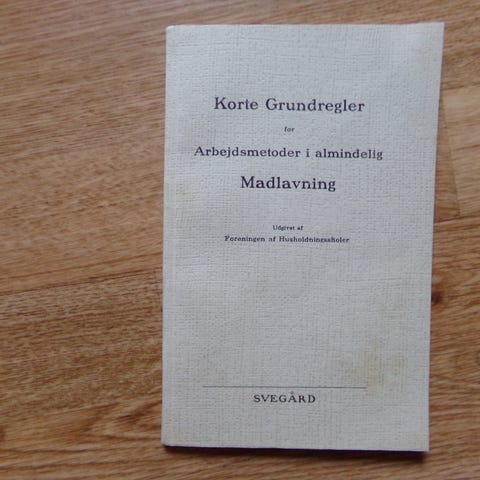 Korte Grundregler
for
Arbejdsmetoder i almindelig
Madlavning
Udgivet af
Foreningen af Husholdningsskoler
SVEGÅRD